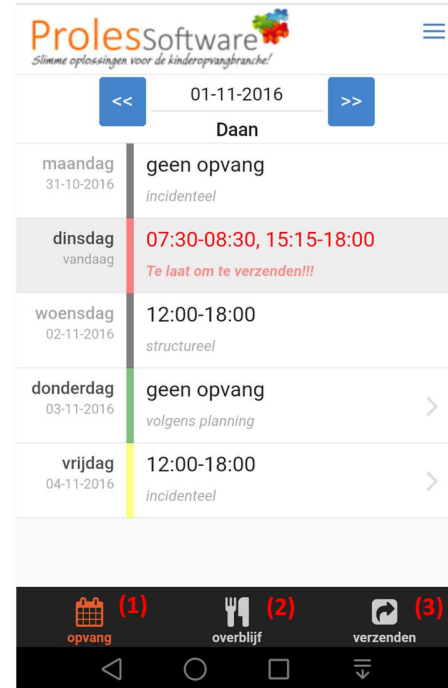 ProlesSoftware
Slimme oplossingen voor de kinderopvangbranche!
<< 01-11-2016 >>
Daan
maandag geen opvang
31-10-2016 incidenteel
dinsdag 07:30-08:30, 15:15-18:00
vandaag Te laat om te verzenden!!!
woensdag 12:00-18:00
02-11-2016 structureel
donderdag geen opvang
03-11-2016 volgens planning
vrijdag 12:00-18:00
04-11-2016 incidenteel
(1) (2) (3)
opvang overblijf verzenden